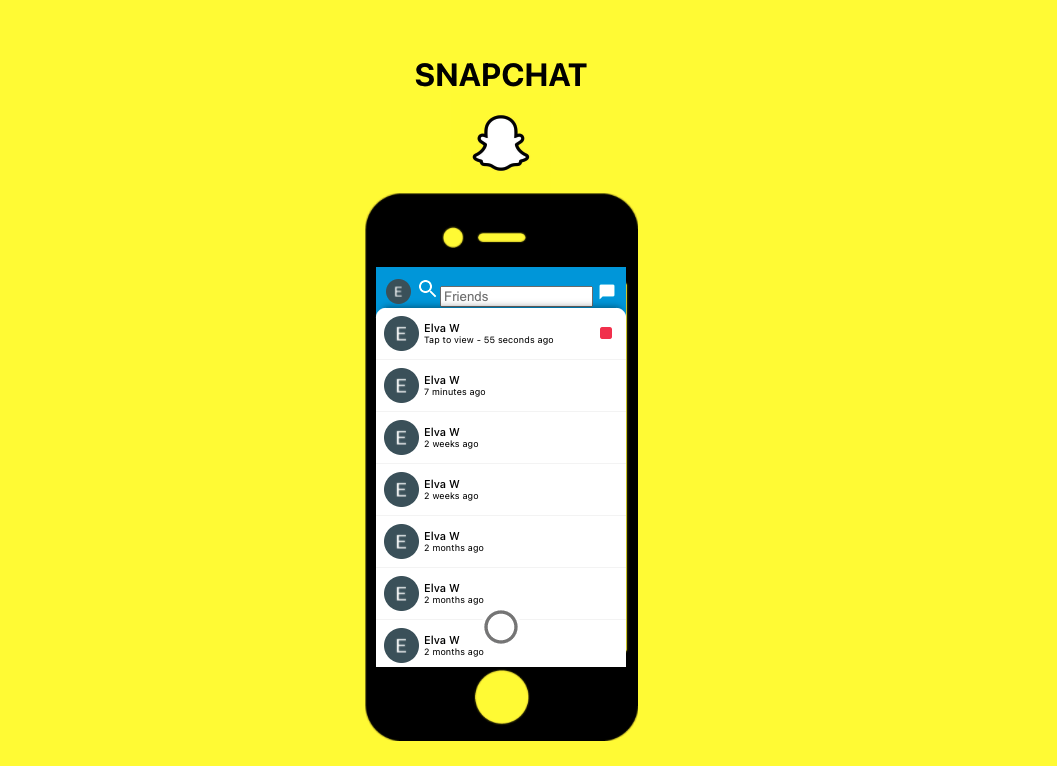 SNAPCHAT
E
Friends
E
Elva W
Tap to view - 55 seconds ago
E
Elva W
7 minutes ago
E
Elva W
2 weeks ago
E
Elva W
2 weeks ago
E
Elva W
2 months ago
E
Elva W
2 months ago
E
Elva W
2 months ago